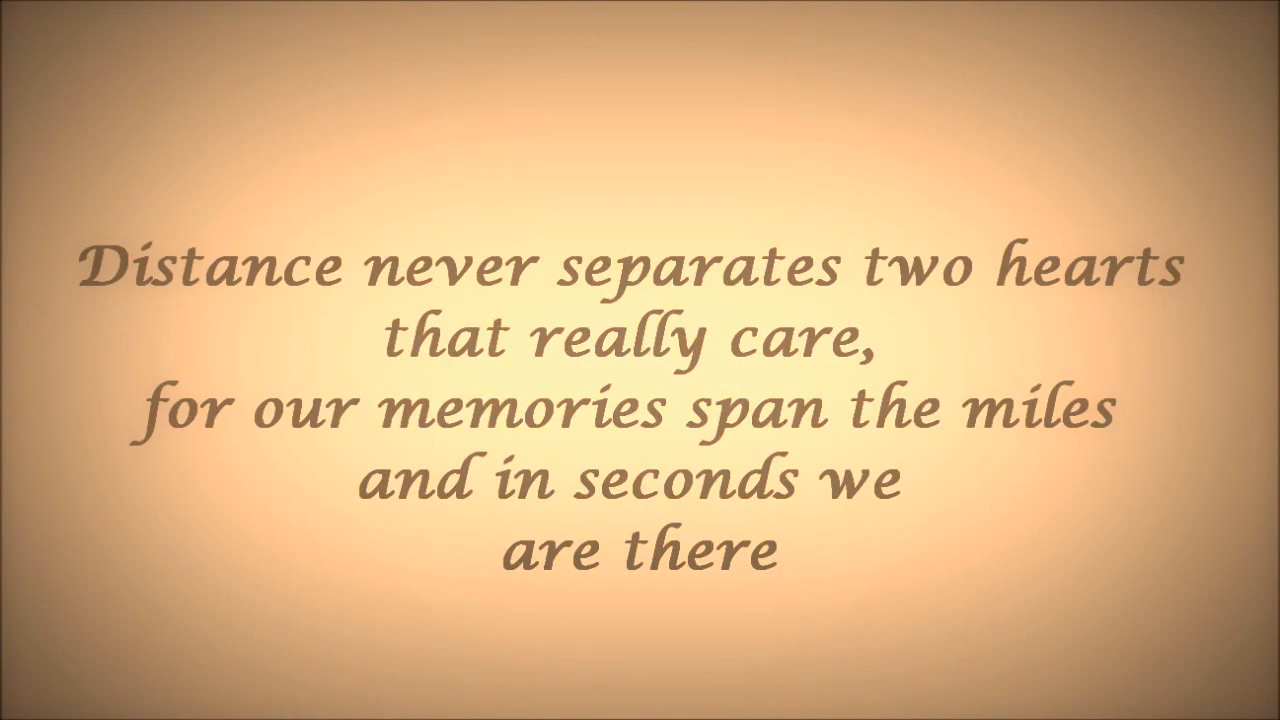 Distance never separates two hearts
that really care,
for our memories span the miles
and in seconds we
are there